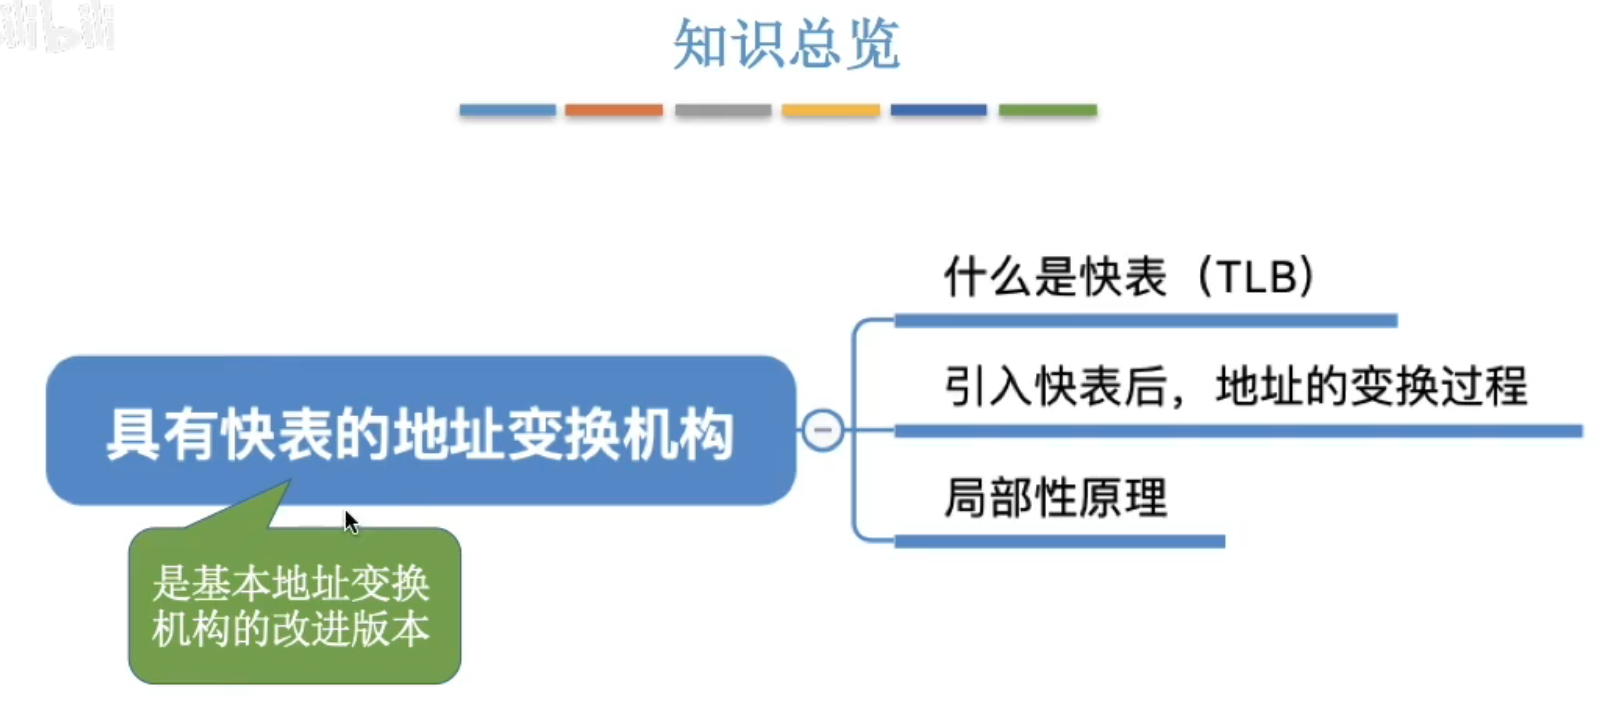 bilibili
知识总览
什么是快表（TLB）
引入快表后，地址的变换过程
具有快表的地址变换机构
局部性原理
是基本地址变换
机构的改进版本